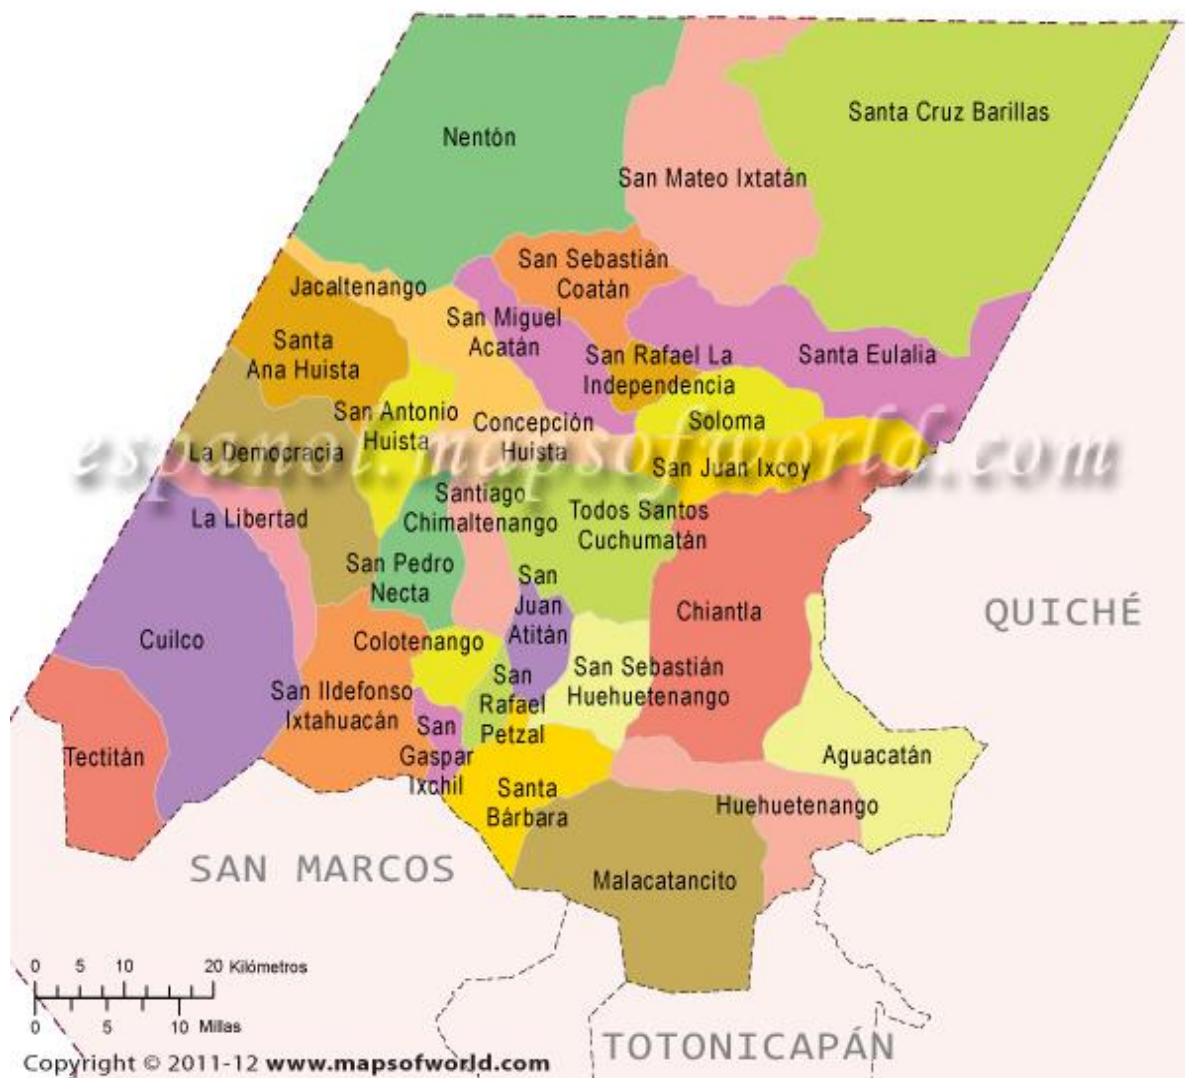 Nentón
Santa Cruz Barillas
San Mateo Ixtatán
San Sebastián
Coatán
Jacaltenango
San Miguel
Acatán
Santa
Ana Huista
San Rafael La
Independencia
Santa Eulalia
San Antonio
Huista
Concepción
Huista
Soloma
espanol.mapsofworld.com
La Democracia
San Juan Ixcoy
Santiago
Chimaltenango
Todos Santos
Cuchumatán
La Libertad
San Pedro
Necta
San
Juan
Atitán
Chiantla
QUICHÉ
Cuilco
Colotenango
San Sebastián
Huehuetenango
San Ildefonso
Ixtahuacán
San
Rafael
Petzal
San
Gaspar
Ixchil
Tectitán
Aguacatán
Santa
Bárbara
Huehuetenango
SAN MARCOS
Malacatancito
0 5 10 20 Kilómetros
0 5 10 Millas
TOTONICAPÁN
Copyright © 2011-12 www.mapsofworld.com